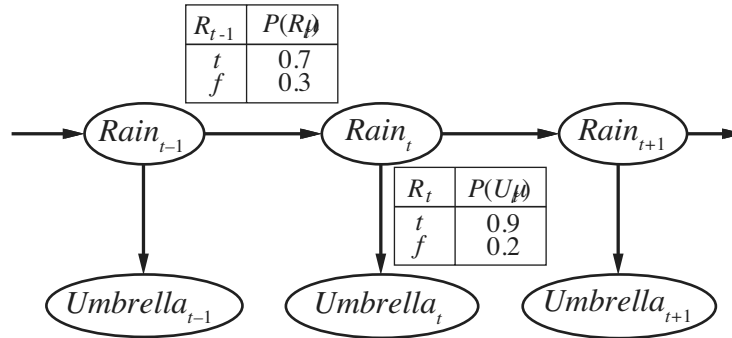 R_{t-1} P(R_t)
t 0.7
f 0.3
Rain_{t–1} Rain_t Rain_{t+1}
R_t P(U_t)
t 0.9
f 0.2
Umbrella_{t–1} Umbrella_t Umbrella_{t+1}